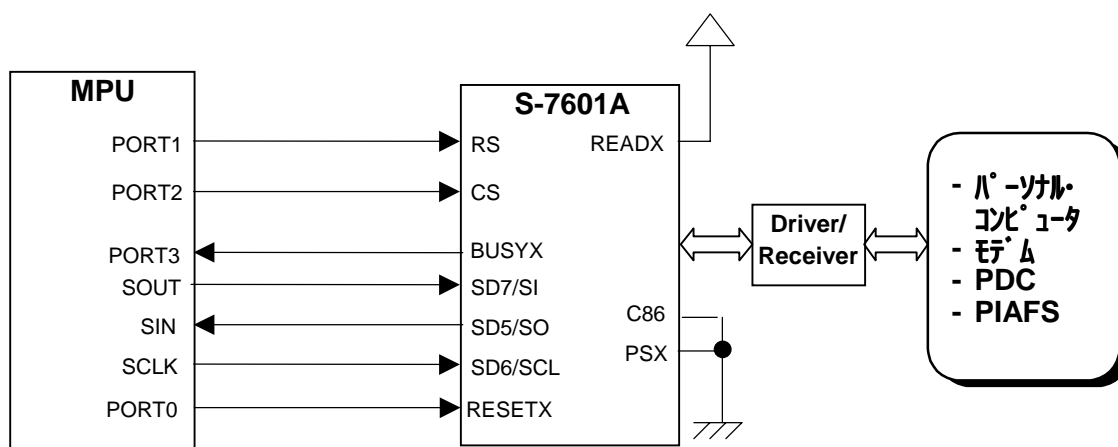 MPU
PORT1
PORT2
PORT3
SOUT
SIN
SCLK
PORT0
S-7601A
RS
CS
BUSYX
SD7/SI
SD5/SO
SD6/SCL
RESETX
READX
C86
PSX
Driver/
Receiver
- ﾊﾟｰｿﾅﾙ･
ｺﾝﾋﾟｭｰﾀ
- ﾓﾃﾞﾑ
- PDC
- PIAFS